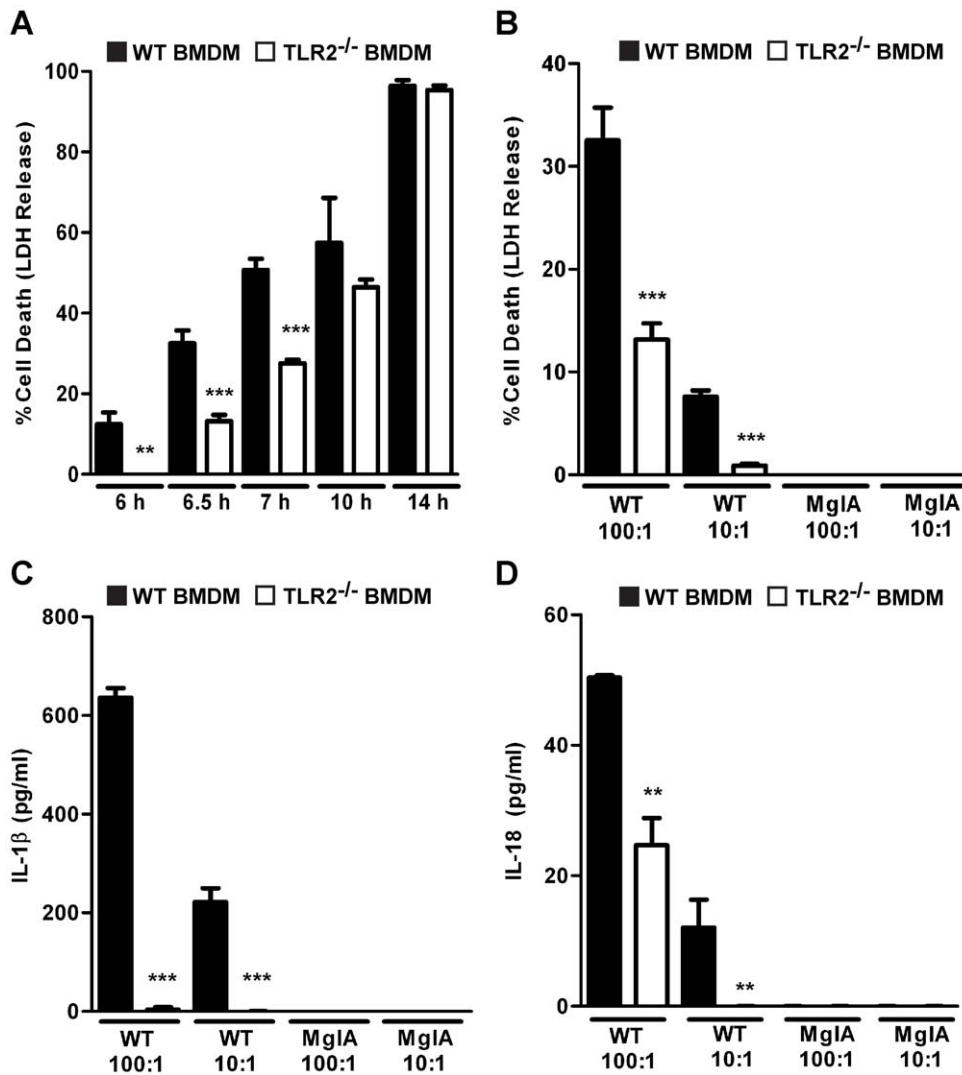 A
WT BMDM TLR2-/- BMDM
% Cell Death (LDH Release)
100
80
60
40
20
0
** *** ***
6 h 6.5 h 7 h 10 h 14 h
B
WT BMDM TLR2-/- BMDM
% Cell Death (LDH Release)
40
30
20
10
0
*** ***
WT WT MglA MglA
100:1 10:1 100:1 10:1
C
WT BMDM TLR2-/- BMDM
IL-1β (pg/ml)
800
600
400
200
0
*** ***
WT WT MglA MglA
100:1 10:1 100:1 10:1
D
WT BMDM TLR2-/- BMDM
IL-18 (pg/ml)
60
40
20
0
** **
WT WT MglA MglA
100:1 10:1 100:1 10:1